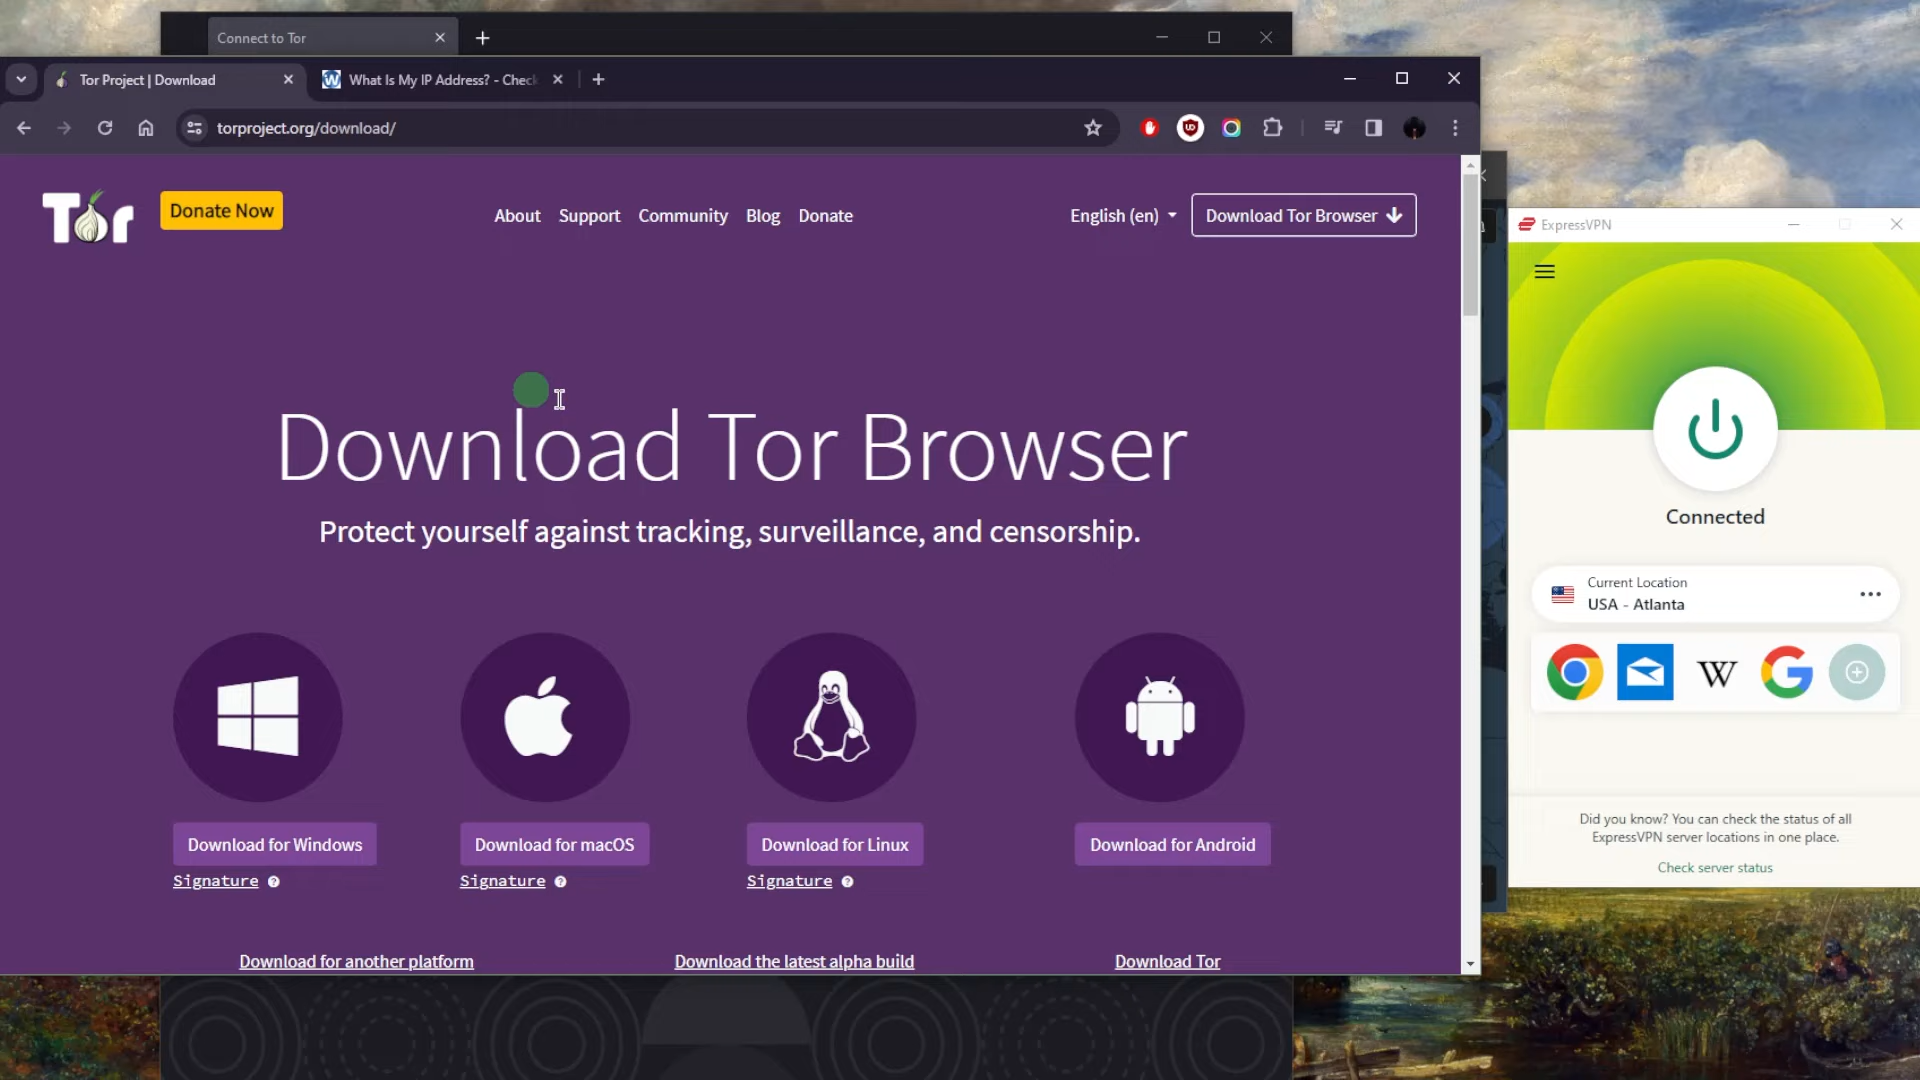 Connect to Tor
Tor Project | Download
What Is My IP Address? - Chec
torproject.org/download/
Tor
Donate Now
About
Support
Community
Blog
Donate
English (en)
Download Tor Browser
Download Tor Browser
Protect yourself against tracking, surveillance, and censorship.
Download for Windows
Signature
Download for macOS
Signature
Download for Linux
Signature
Download for Android
Download for another platform
Download the latest alpha build
Download Tor
ExpressVPN
Connected
Current Location
USA - Atlanta
W
G
Did you know? You can check the status of all
ExpressVPN server locations in one place.
Check server status